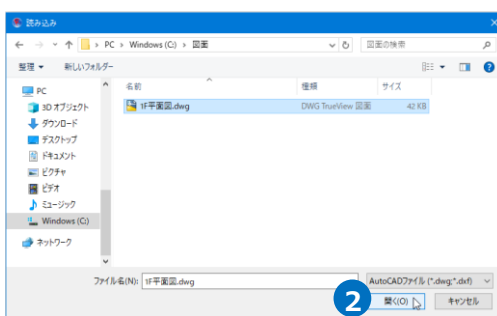 読み込み
PC > Windows (C:) > 図面
図面の検索
整理 新しいフォルダー
名前 種類 サイズ
1F平面図.dwg DWG TrueView 図面 42 KB
PC
3D オブジェクト
ダウンロード
デスクトップ
ドキュメント
ピクチャ
ビデオ
ミュージック
Windows (C:)
ネットワーク
ファイル名(N): 1F平面図.dwg AutoCADファイル (*.dwg;*.dxf)
2 開く(O) キャンセル